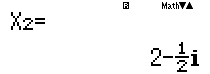 R Math▼▲
X₂=
2-½i